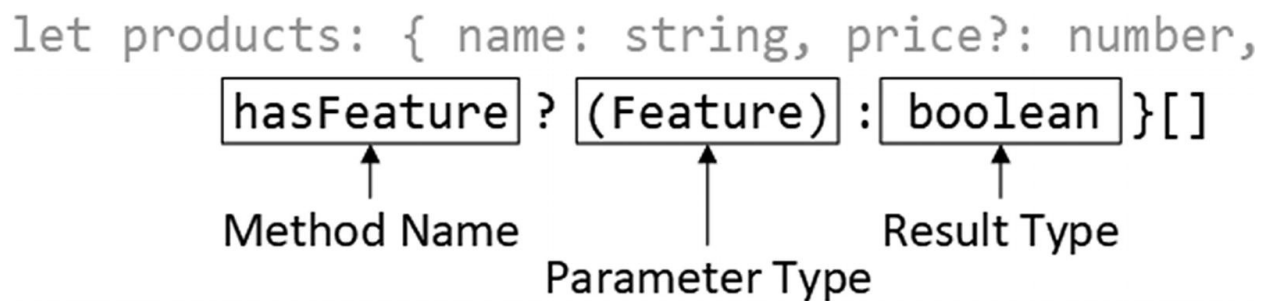 let products: { name: string, price?: number,
hasFeature ? (Feature) : boolean }[]
Method Name
Result Type
Parameter Type